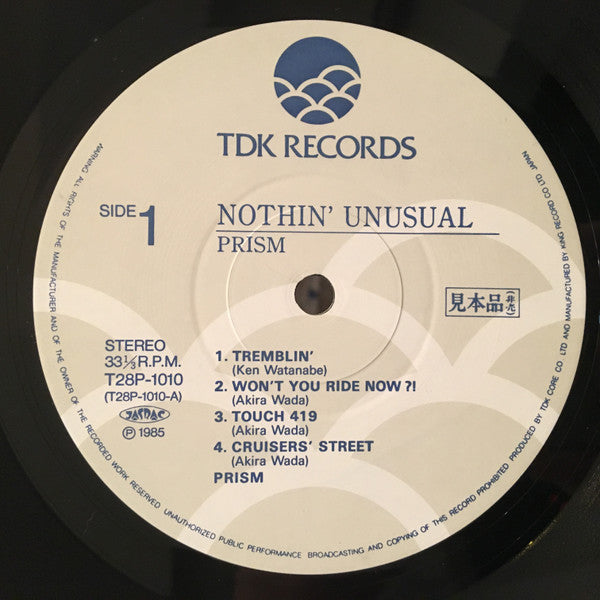 TDK RECORDS
SIDE 1
NOTHIN' UNUSUAL
PRISM
見本品 (非売)
STEREO
33⅓R.P.M.
T28P-1010
(T28P-1010-A)
JASRAC
Ⓟ 1985
1. TREMBLIN'
(Ken Watanabe)
2. WON'T YOU RIDE NOW ?!
(Akira Wada)
3. TOUCH 419
(Akira Wada)
4. CRUISERS' STREET
(Akira Wada)
PRISM
WARNING ALL RIGHTS OF THE MANUFACTURER AND OF THE OWNER OF THE RECORDED WORK RESERVED. UNAUTHORIZED PUBLIC PERFORMANCE BROADCASTING AND COPYING OF THIS RECORD PROHIBITED
PRODUCED BY TDK CORE CO LTD AND MANUFACTURED BY KING RECORD CO LTD JAPAN